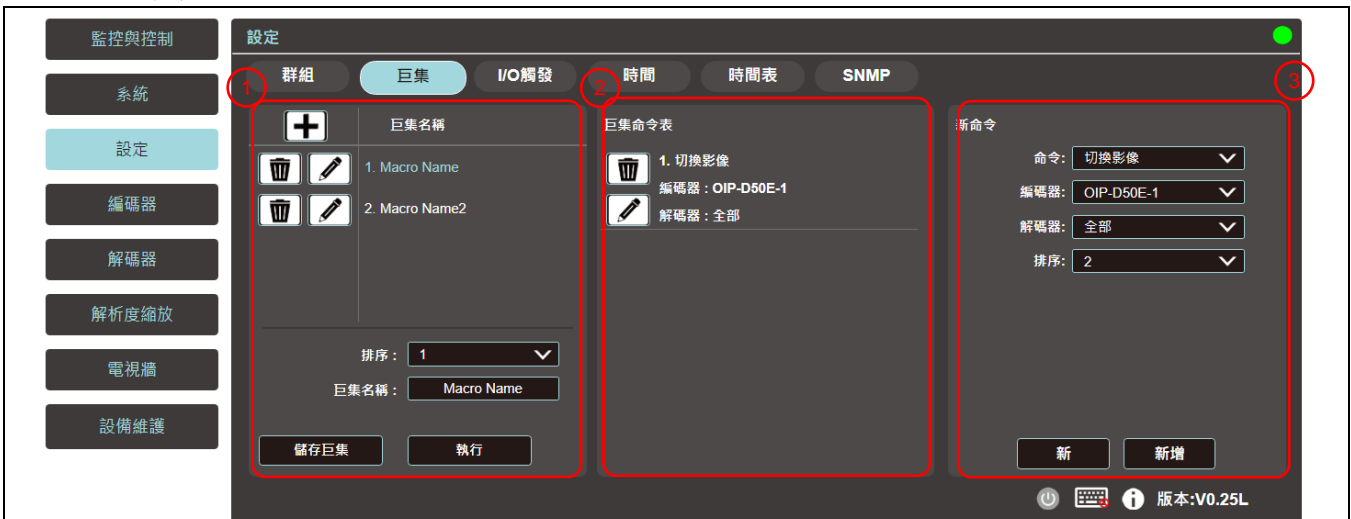 監控與控制
系統
設定
編碼器
解碼器
解析度縮放
電視牆
設備維護
設定
群組 巨集 I/O觸發 時間 時間表 SNMP
1
巨集名稱
1. Macro Name
2. Macro Name2
排序 : 1
巨集名稱 : Macro Name
儲存巨集 執行
2
巨集命令表
1. 切換影像
編碼器 : OIP-D50E-1
解碼器 : 全部
3
新命令
命令: 切換影像
編碼器: OIP-D50E-1
解碼器: 全部
排序: 2
新 新增
版本:V0.25L